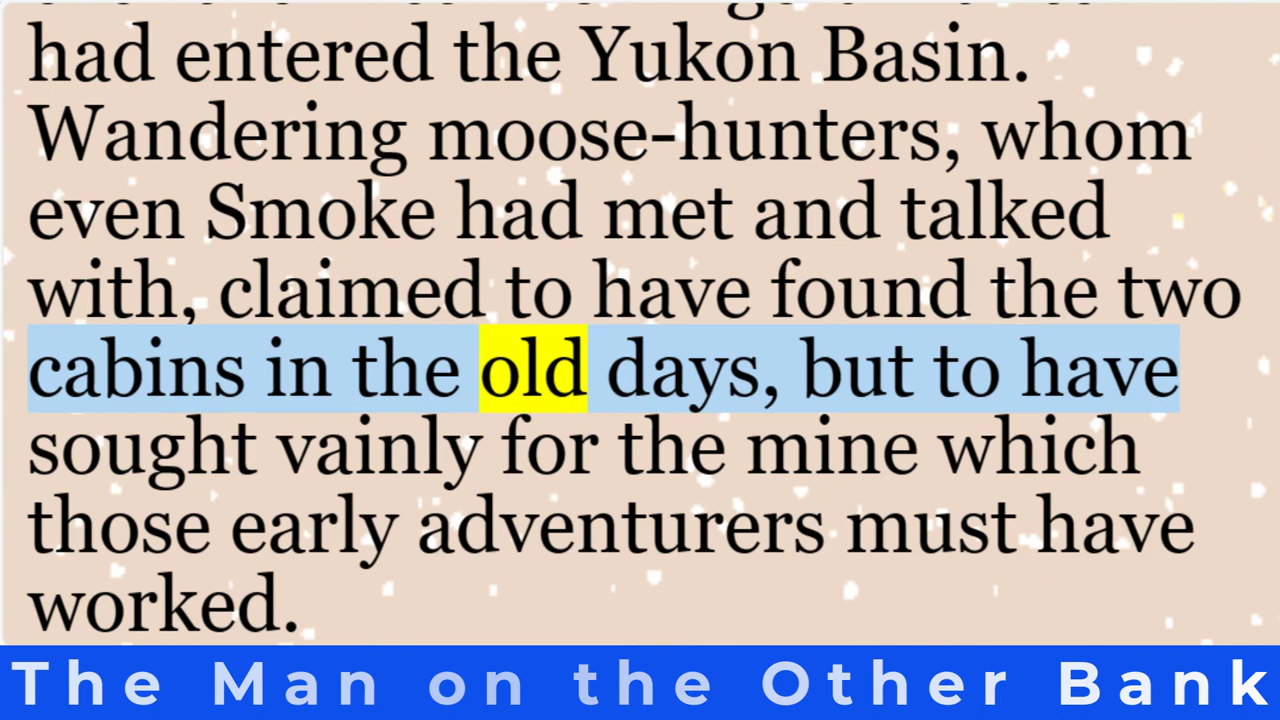 had entered the Yukon Basin.
Wandering moose-hunters, whom
even Smoke had met and talked
with, claimed to have found the two
cabins in the old days, but to have
sought vainly for the mine which
those early adventurers must have
worked.
The Man on the Other Bank